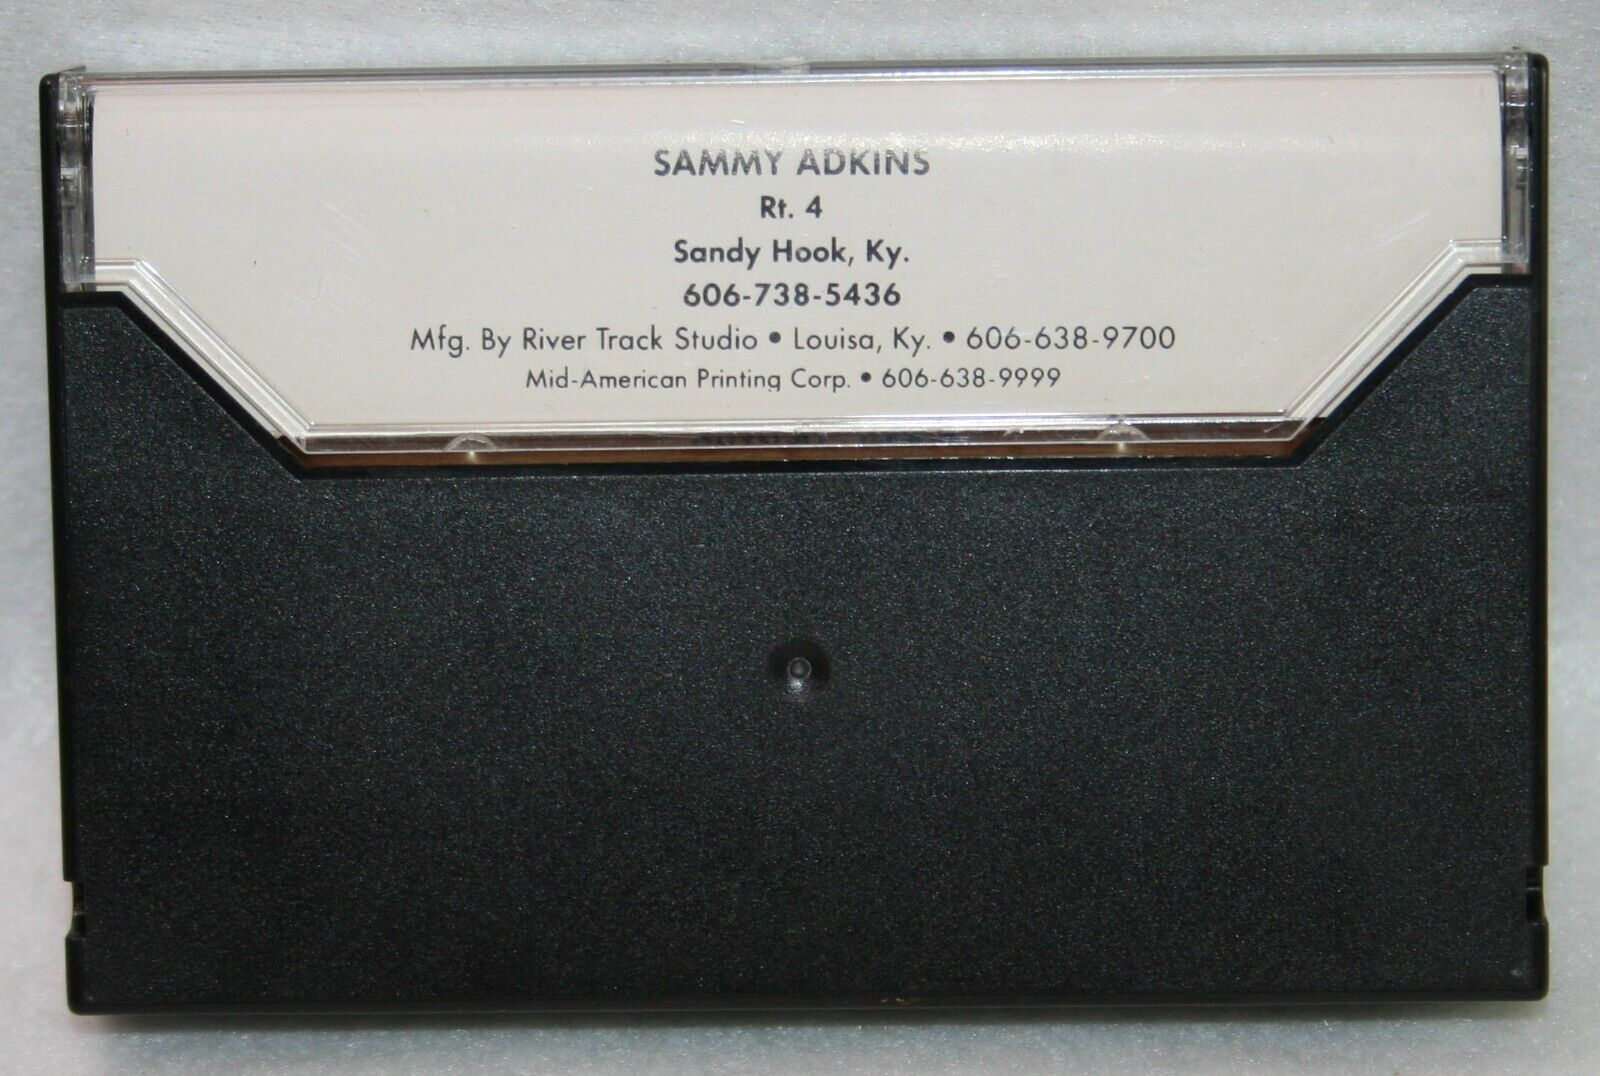 SAMMY ADKINS
Rt. 4
Sandy Hook, Ky.
606-738-5436
Mfg. By River Track Studio • Louisa, Ky. • 606-638-9700
Mid-American Printing Corp. • 606-638-9999